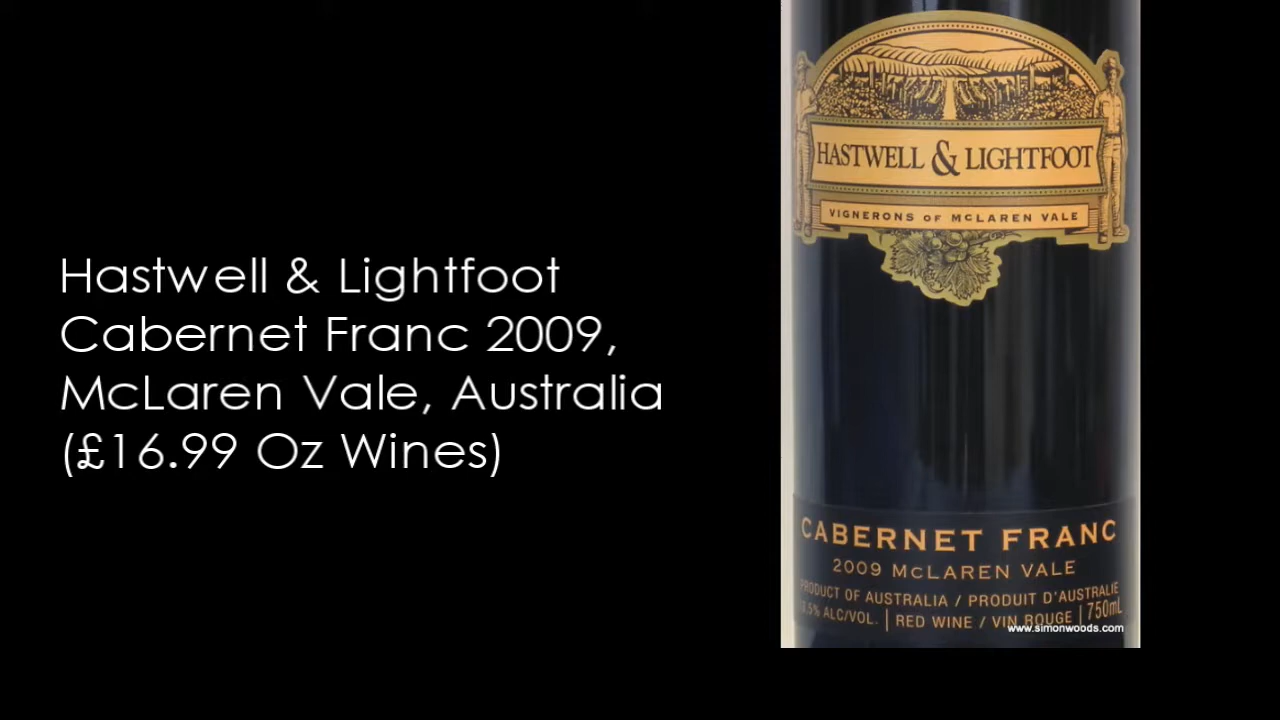 Hastwell & Lightfoot
Cabernet Franc 2009,
McLaren Vale, Australia
(£16.99 Oz Wines)
HASTWELL & LIGHTFOOT
VIGNERONS OF McLAREN VALE
CABERNET FRANC
2009 McLAREN VALE
PRODUCT OF AUSTRALIA / PRODUIT D'AUSTRALIE
ALC/VOL. | RED WINE / VIN ROUGE | 750mL
www.simonwoods.com